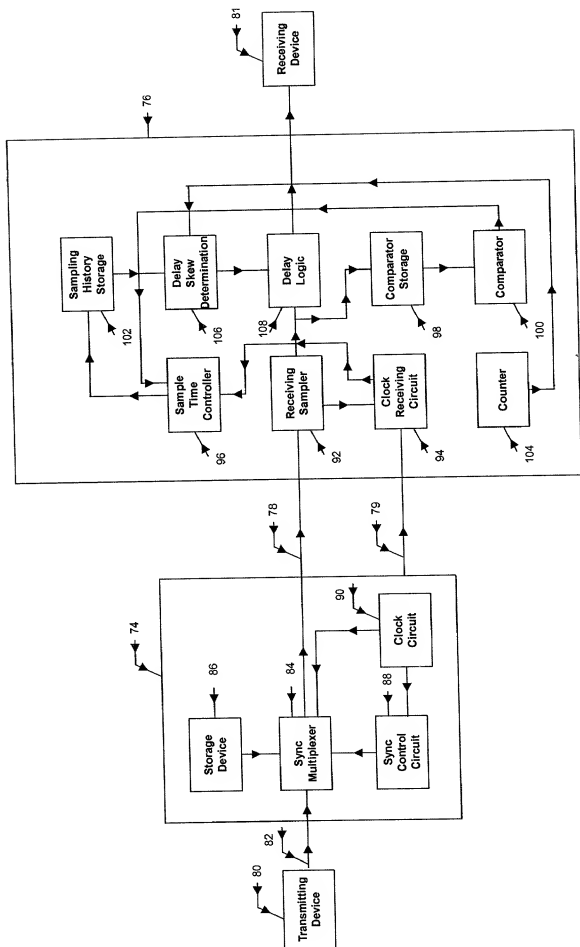 80
Transmitting
Device
82
74
86
Storage
Device
84
Sync
Multiplexer
88
Sync
Control
Circuit
90
Clock
Circuit
78
79
76
Sampling
History
Storage
102
Sample
Time
Controller
96
Delay
Skew
Determination
106
Receiving
Sampler
92
Delay
Logic
108
Clock
Receiving
Circuit
94
Comparator
Storage
98
Counter
104
Comparator
100
81
Receiving
Device